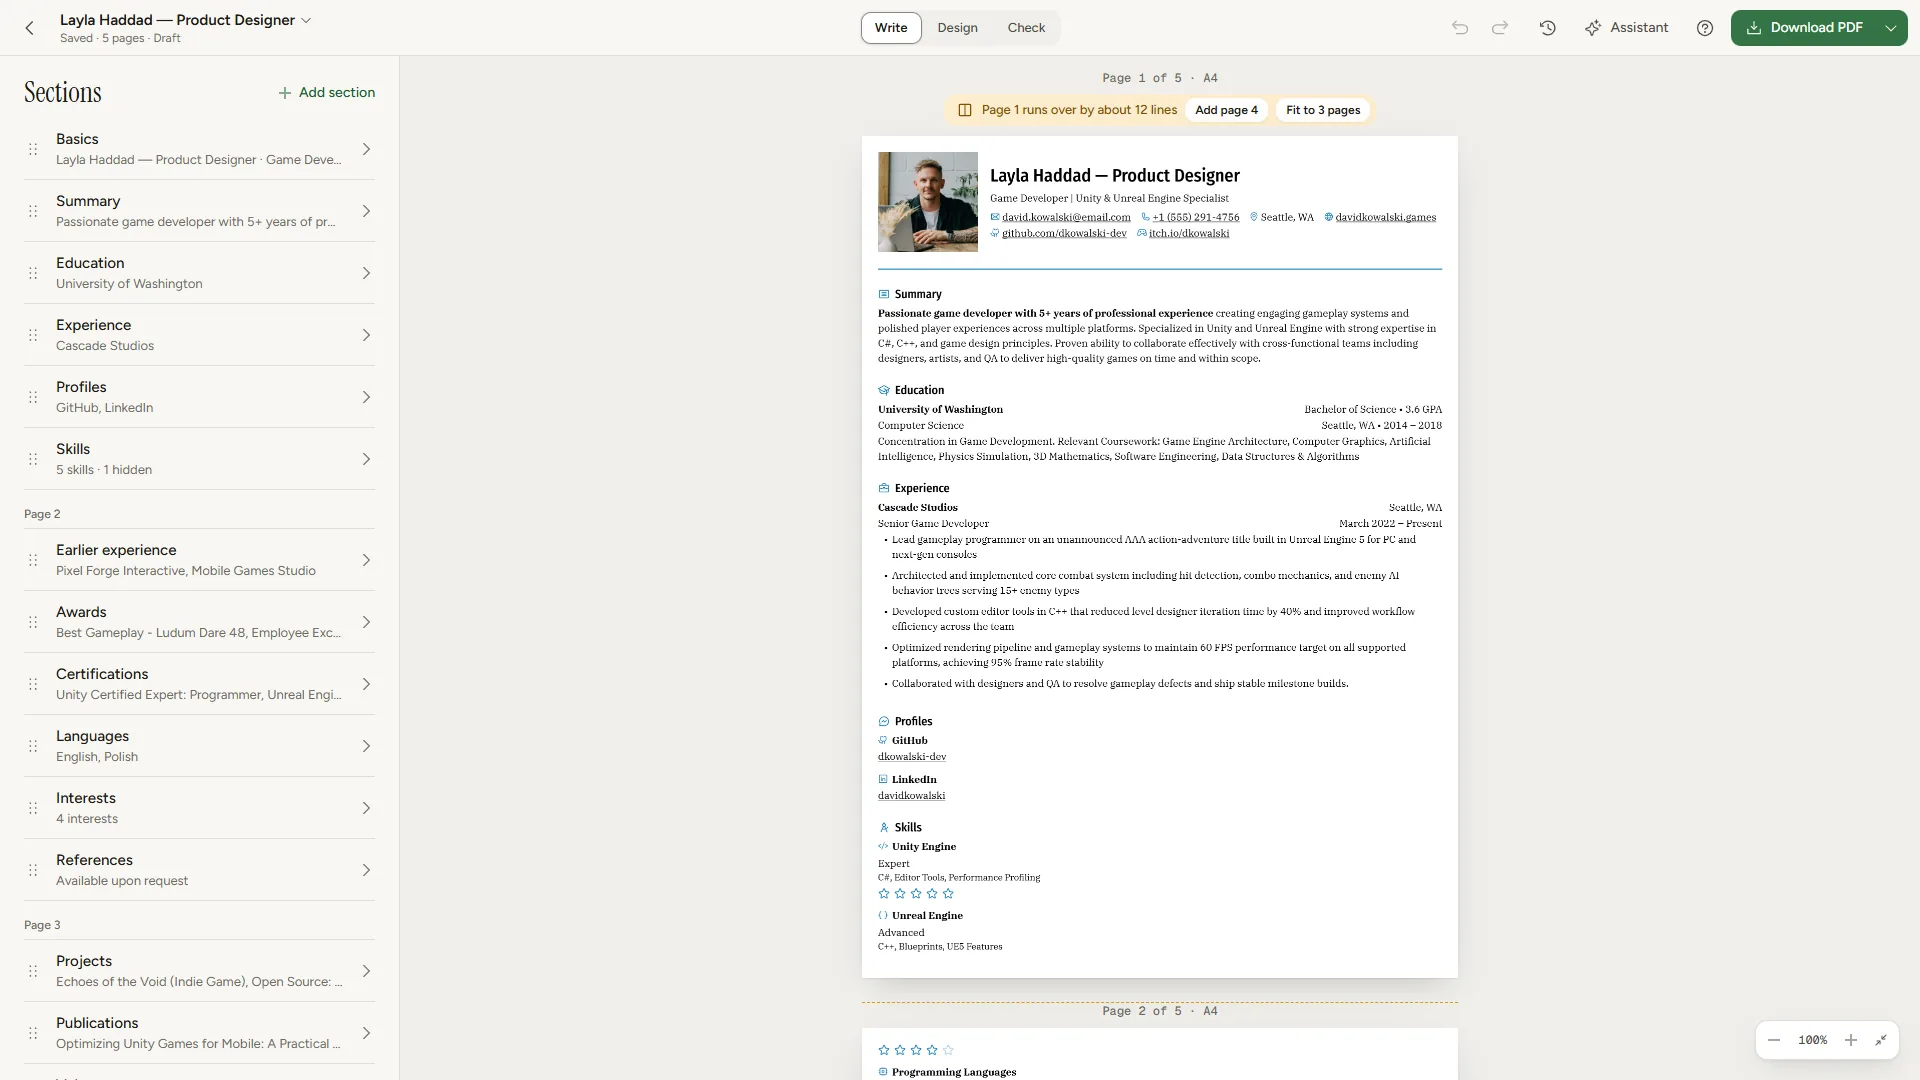 Layla Haddad — Product Designer
Saved · 5 pages · Draft
Write
Design
Check
Assistant
Download PDF
Sections
Add section
Basics
Layla Haddad — Product Designer · Game Deve...
Summary
Passionate game developer with 5+ years of pr...
Education
University of Washington
Experience
Cascade Studios
Profiles
GitHub, LinkedIn
Skills
5 skills · 1 hidden
Page 2
Earlier experience
Pixel Forge Interactive, Mobile Games Studio
Awards
Best Gameplay - Ludum Dare 48, Employee Exc...
Certifications
Unity Certified Expert: Programmer, Unreal Engi...
Languages
English, Polish
Interests
4 interests
References
Available upon request
Page 3
Projects
Echoes of the Void (Indie Game), Open Source: ...
Publications
Optimizing Unity Games for Mobile: A Practical ...
Page 1 of 5 · A4
Page 1 runs over by about 12 lines
Add page 4
Fit to 3 pages
Layla Haddad — Product Designer
Game Developer | Unity & Unreal Engine Specialist
david.kowalski@email.com +1 (555) 291-4756 Seattle, WA davidkowalski.games
github.com/dkowalski-dev itch.io/dkowalski
Summary
Passionate game developer with 5+ years of professional experience creating engaging gameplay systems and
polished player experiences across multiple platforms. Specialized in Unity and Unreal Engine with strong expertise in
C#, C++, and game design principles. Proven ability to collaborate effectively with cross-functional teams including
designers, artists, and QA to deliver high-quality games on time and within scope.
Education
University of Washington Bachelor of Science • 3.6 GPA
Computer Science Seattle, WA • 2014 – 2018
Concentration in Game Development. Relevant Coursework: Game Engine Architecture, Computer Graphics, Artificial
Intelligence, Physics Simulation, 3D Mathematics, Software Engineering, Data Structures & Algorithms
Experience
Cascade Studios Seattle, WA
Senior Game Developer March 2022 – Present
• Lead gameplay programmer on an unannounced AAA action-adventure title built in Unreal Engine 5 for PC and
next-gen consoles
• Architected and implemented core combat system including hit detection, combo mechanics, and enemy AI
behavior trees serving 15+ enemy types
• Developed custom editor tools in C++ that reduced level designer iteration time by 40% and improved workflow
efficiency across the team
• Optimized rendering pipeline and gameplay systems to maintain 60 FPS performance target on all supported
platforms, achieving 95% frame rate stability
• Collaborated with designers and QA to resolve gameplay defects and ship stable milestone builds.
Profiles
GitHub
dkowalski-dev
LinkedIn
davidkowalski
Skills
Unity Engine
Expert
C#, Editor Tools, Performance Profiling
Unreal Engine
Advanced
C++, Blueprints, UE5 Features
Page 2 of 5 · A4
Programming Languages
100%